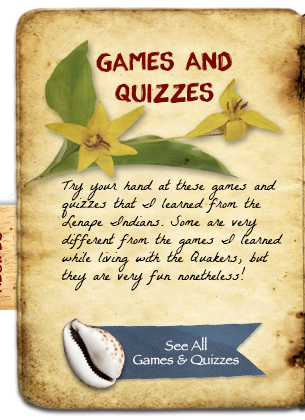 GAMES AND
QUIZZES
Try your hand at these games and
quizzes that I learned from the
Lenape Indians. Some are very
different from the games I learned
while living with the Quakers, but
they are very fun nonetheless!
See All
Games & Quizzes